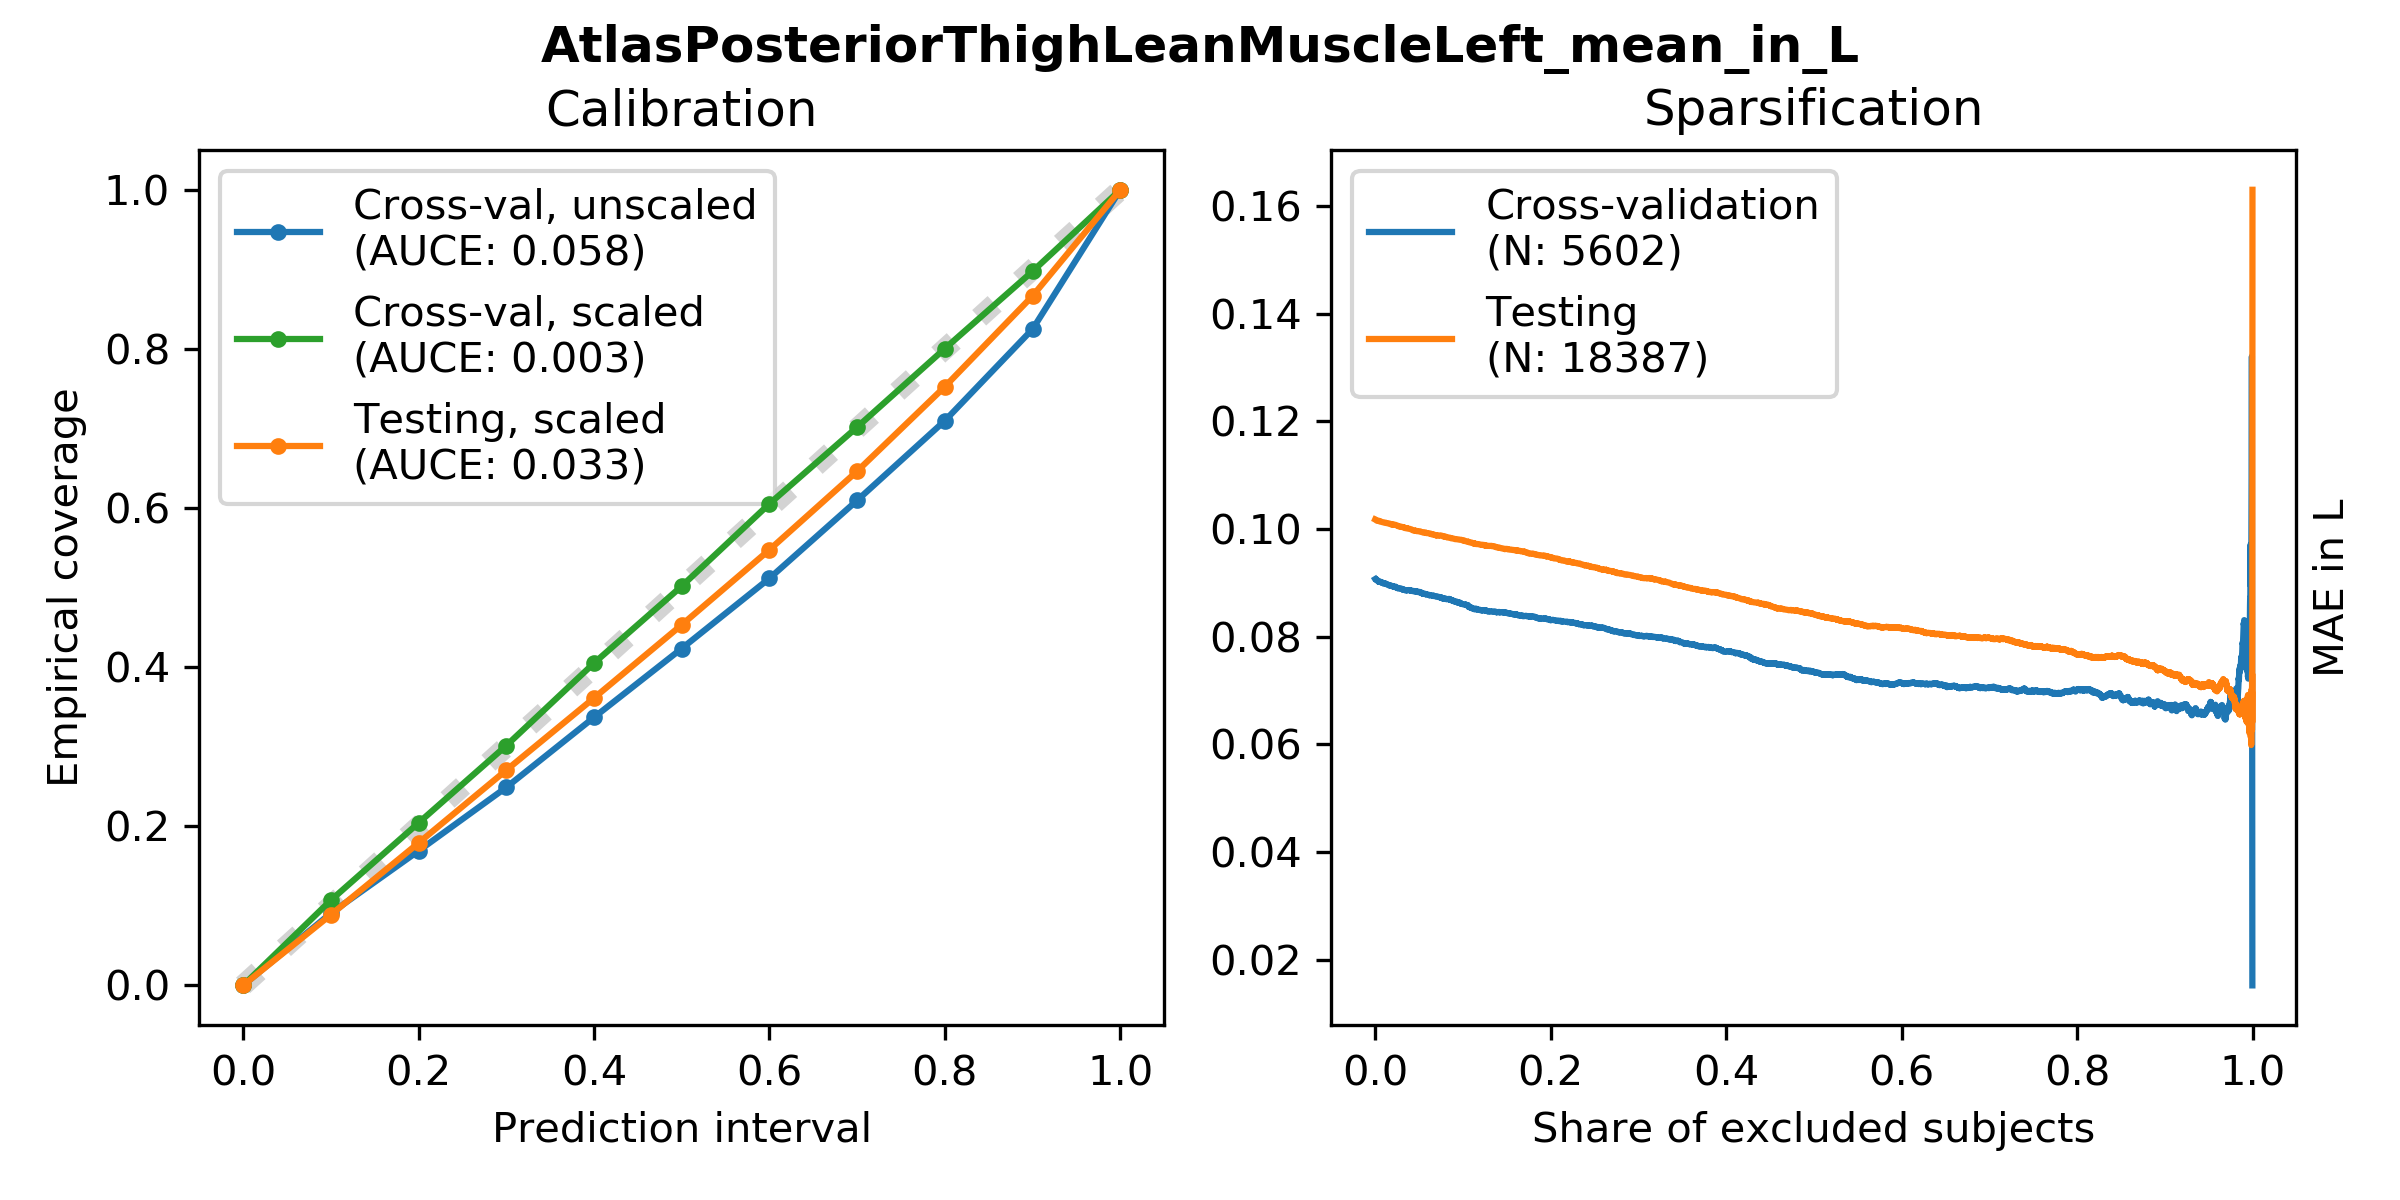 AtlasPosteriorThighLeanMuscleLeft_mean_in_L
Calibration
Cross-val, unscaled
(AUCE: 0.058)
Cross-val, scaled
(AUCE: 0.003)
Testing, scaled
(AUCE: 0.033)
Empirical coverage
1.0
0.8
0.6
0.4
0.2
0.0
0.0 0.2 0.4 0.6 0.8 1.0
Prediction interval
Sparsification
Cross-validation
(N: 5602)
Testing
(N: 18387)
0.16
0.14
0.12
0.10
0.08
0.06
0.04
0.02
MAE in L
0.0 0.2 0.4 0.6 0.8 1.0
Share of excluded subjects